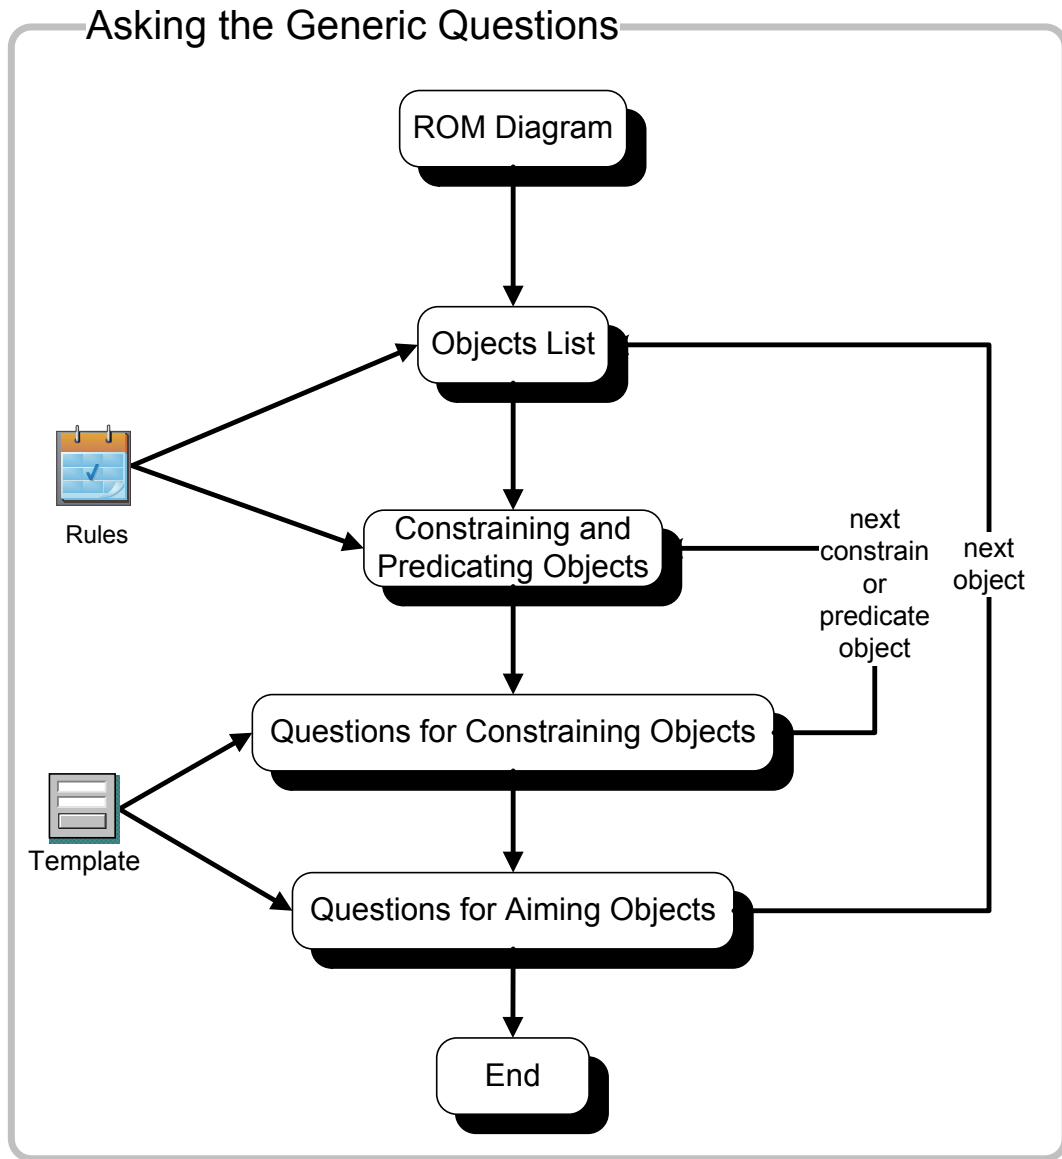 Asking the Generic Questions
ROM Diagram
Objects List
Rules
Constraining and
Predicating Objects
next
constrain
or
predicate
object
next
object
Questions for Constraining Objects
Template
Questions for Aiming Objects
End